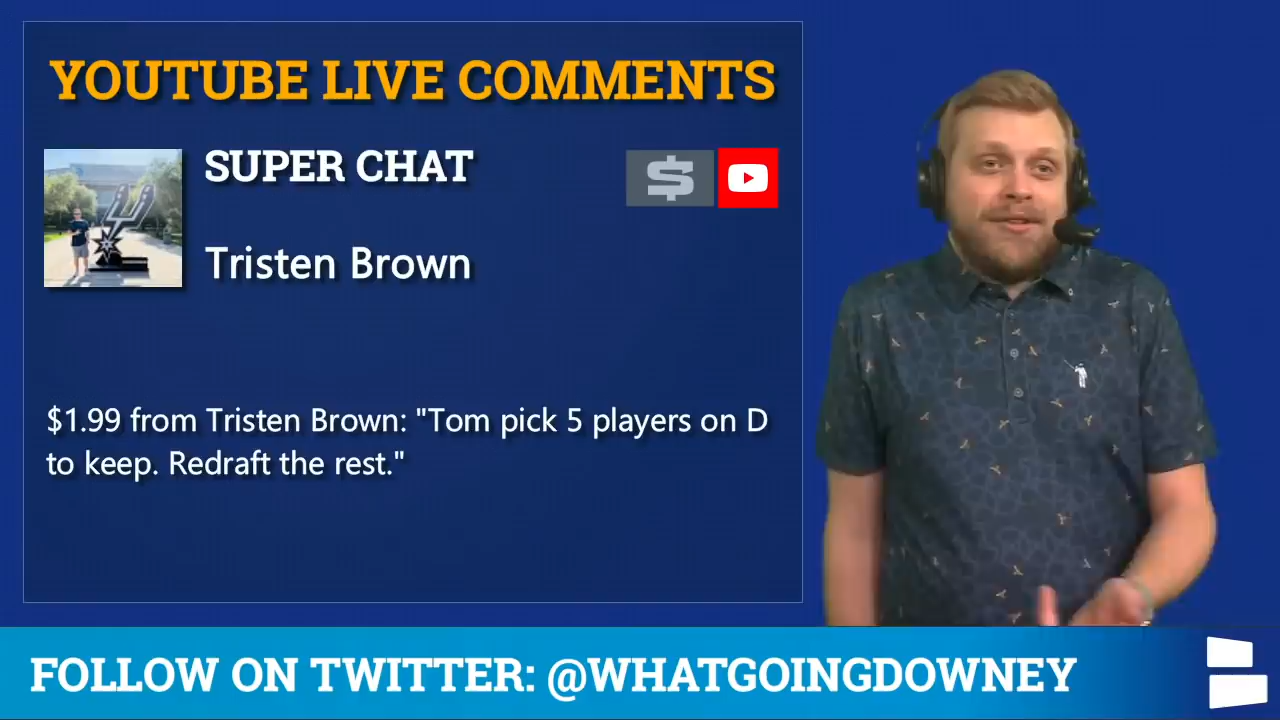 YOUTUBE LIVE COMMENTS
SUPER CHAT
Tristen Brown
$1.99 from Tristen Brown: "Tom pick 5 players on D
to keep. Redraft the rest."
FOLLOW ON TWITTER: @WHATGOINGDOWNEY